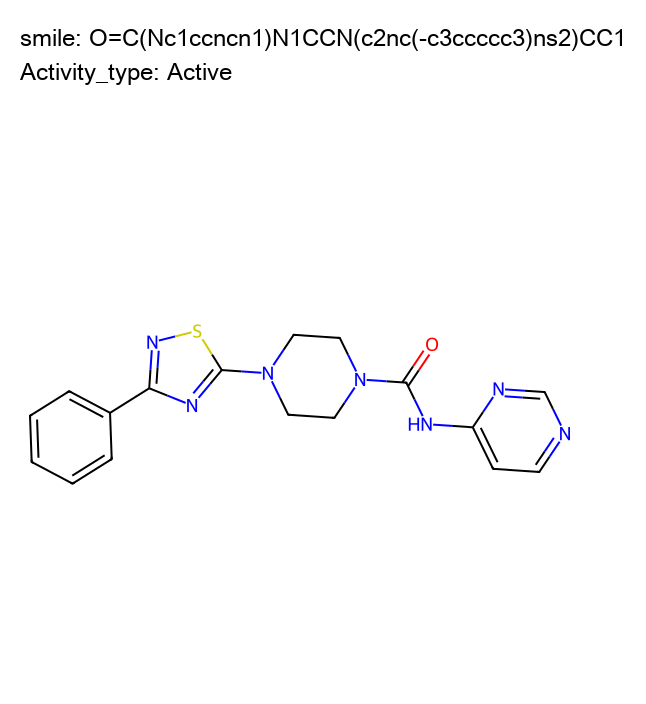 smile: O=C(Nc1ccncn1)N1CCN(c2nc(-c3ccccc3)ns2)CC1
Activity_type: Active
S
N
O
N
N
N
N
HN
N